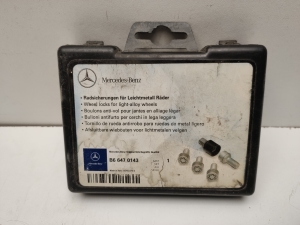 Mercedes-Benz
• Radsicherungen für Leichtmetall Räder
• Wheel locks for light-alloy wheels
• Boutons anti-vol pour jantes en alliage léger
• Bulloni antifurto per cerchi in lega leggera
• Tornillo de rueda antirrobo para ruedas de metal ligero
• Afsluitbare wielbouten voor lichtmetalen velgen
B6 647 0143
1